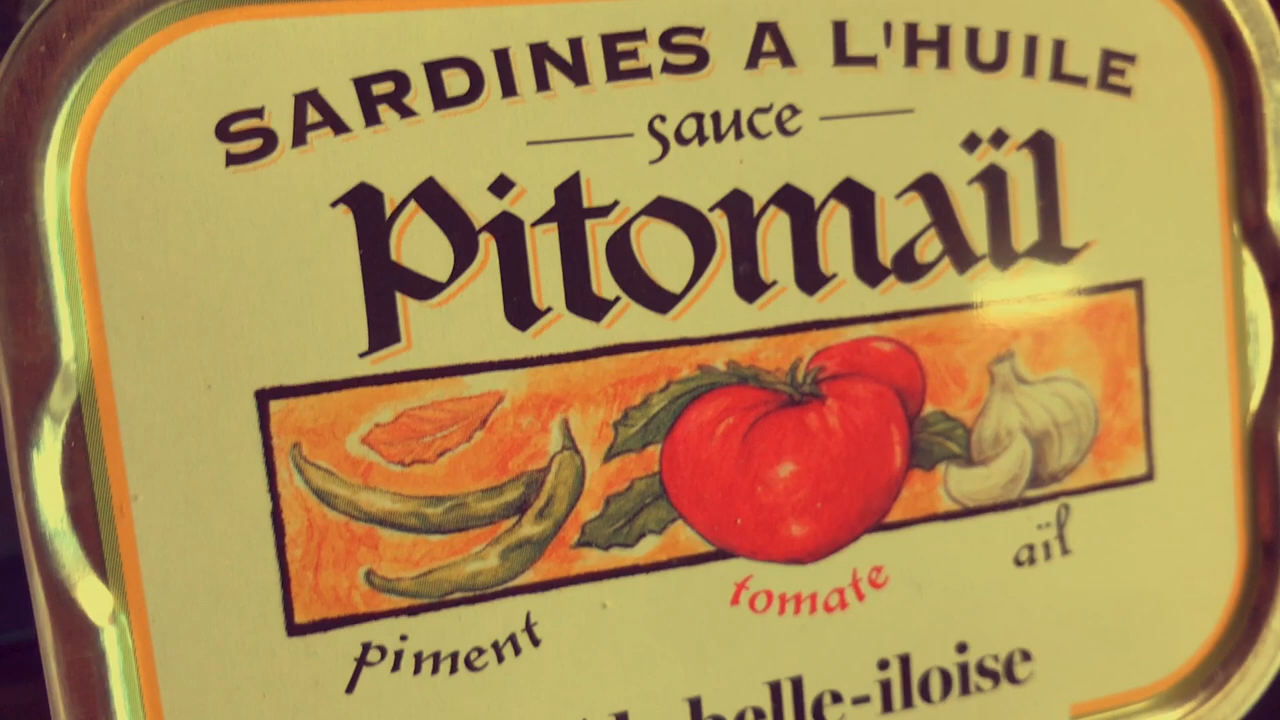 SARDINES A L'HUILE
sauce
Pitomaïl
piment
tomate
aïl
belle-iloise